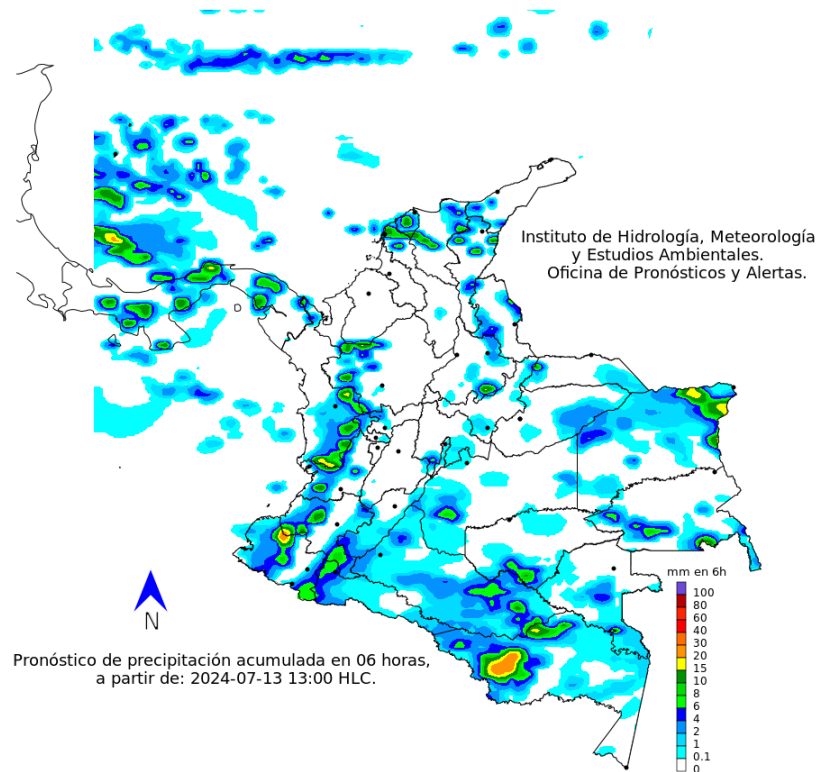 Instituto de Hidrología, Meteorología
y Estudios Ambientales.
Oficina de Pronósticos y Alertas.
mm en 6h
100
80
60
40
30
20
15
10
8
6
4
2
1
0.1
0
N
Pronóstico de precipitación acumulada en 06 horas,
a partir de: 2024-07-13 13:00 HLC.